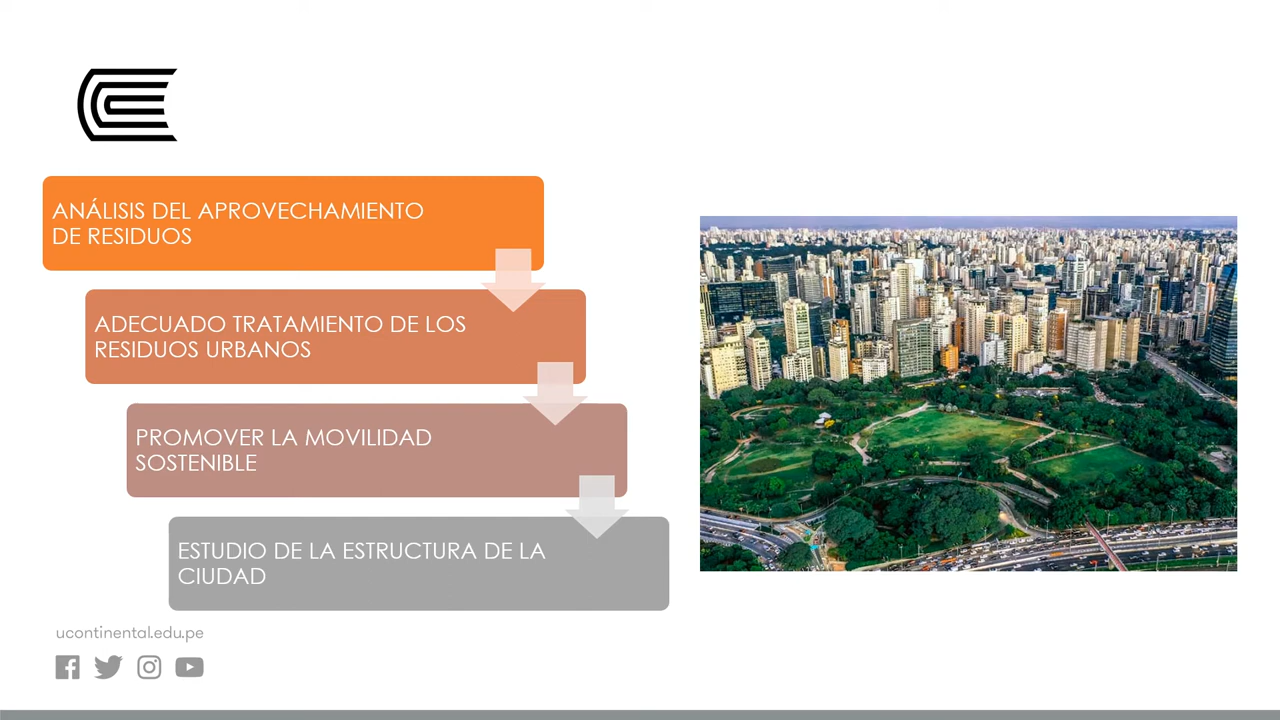 ANÁLISIS DEL APROVECHAMIENTO
DE RESIDUOS
ADECUADO TRATAMIENTO DE LOS
RESIDUOS URBANOS
PROMOVER LA MOVILIDAD
SOSTENIBLE
ESTUDIO DE LA ESTRUCTURA DE LA
CIUDAD
ucontinental.edu.pe